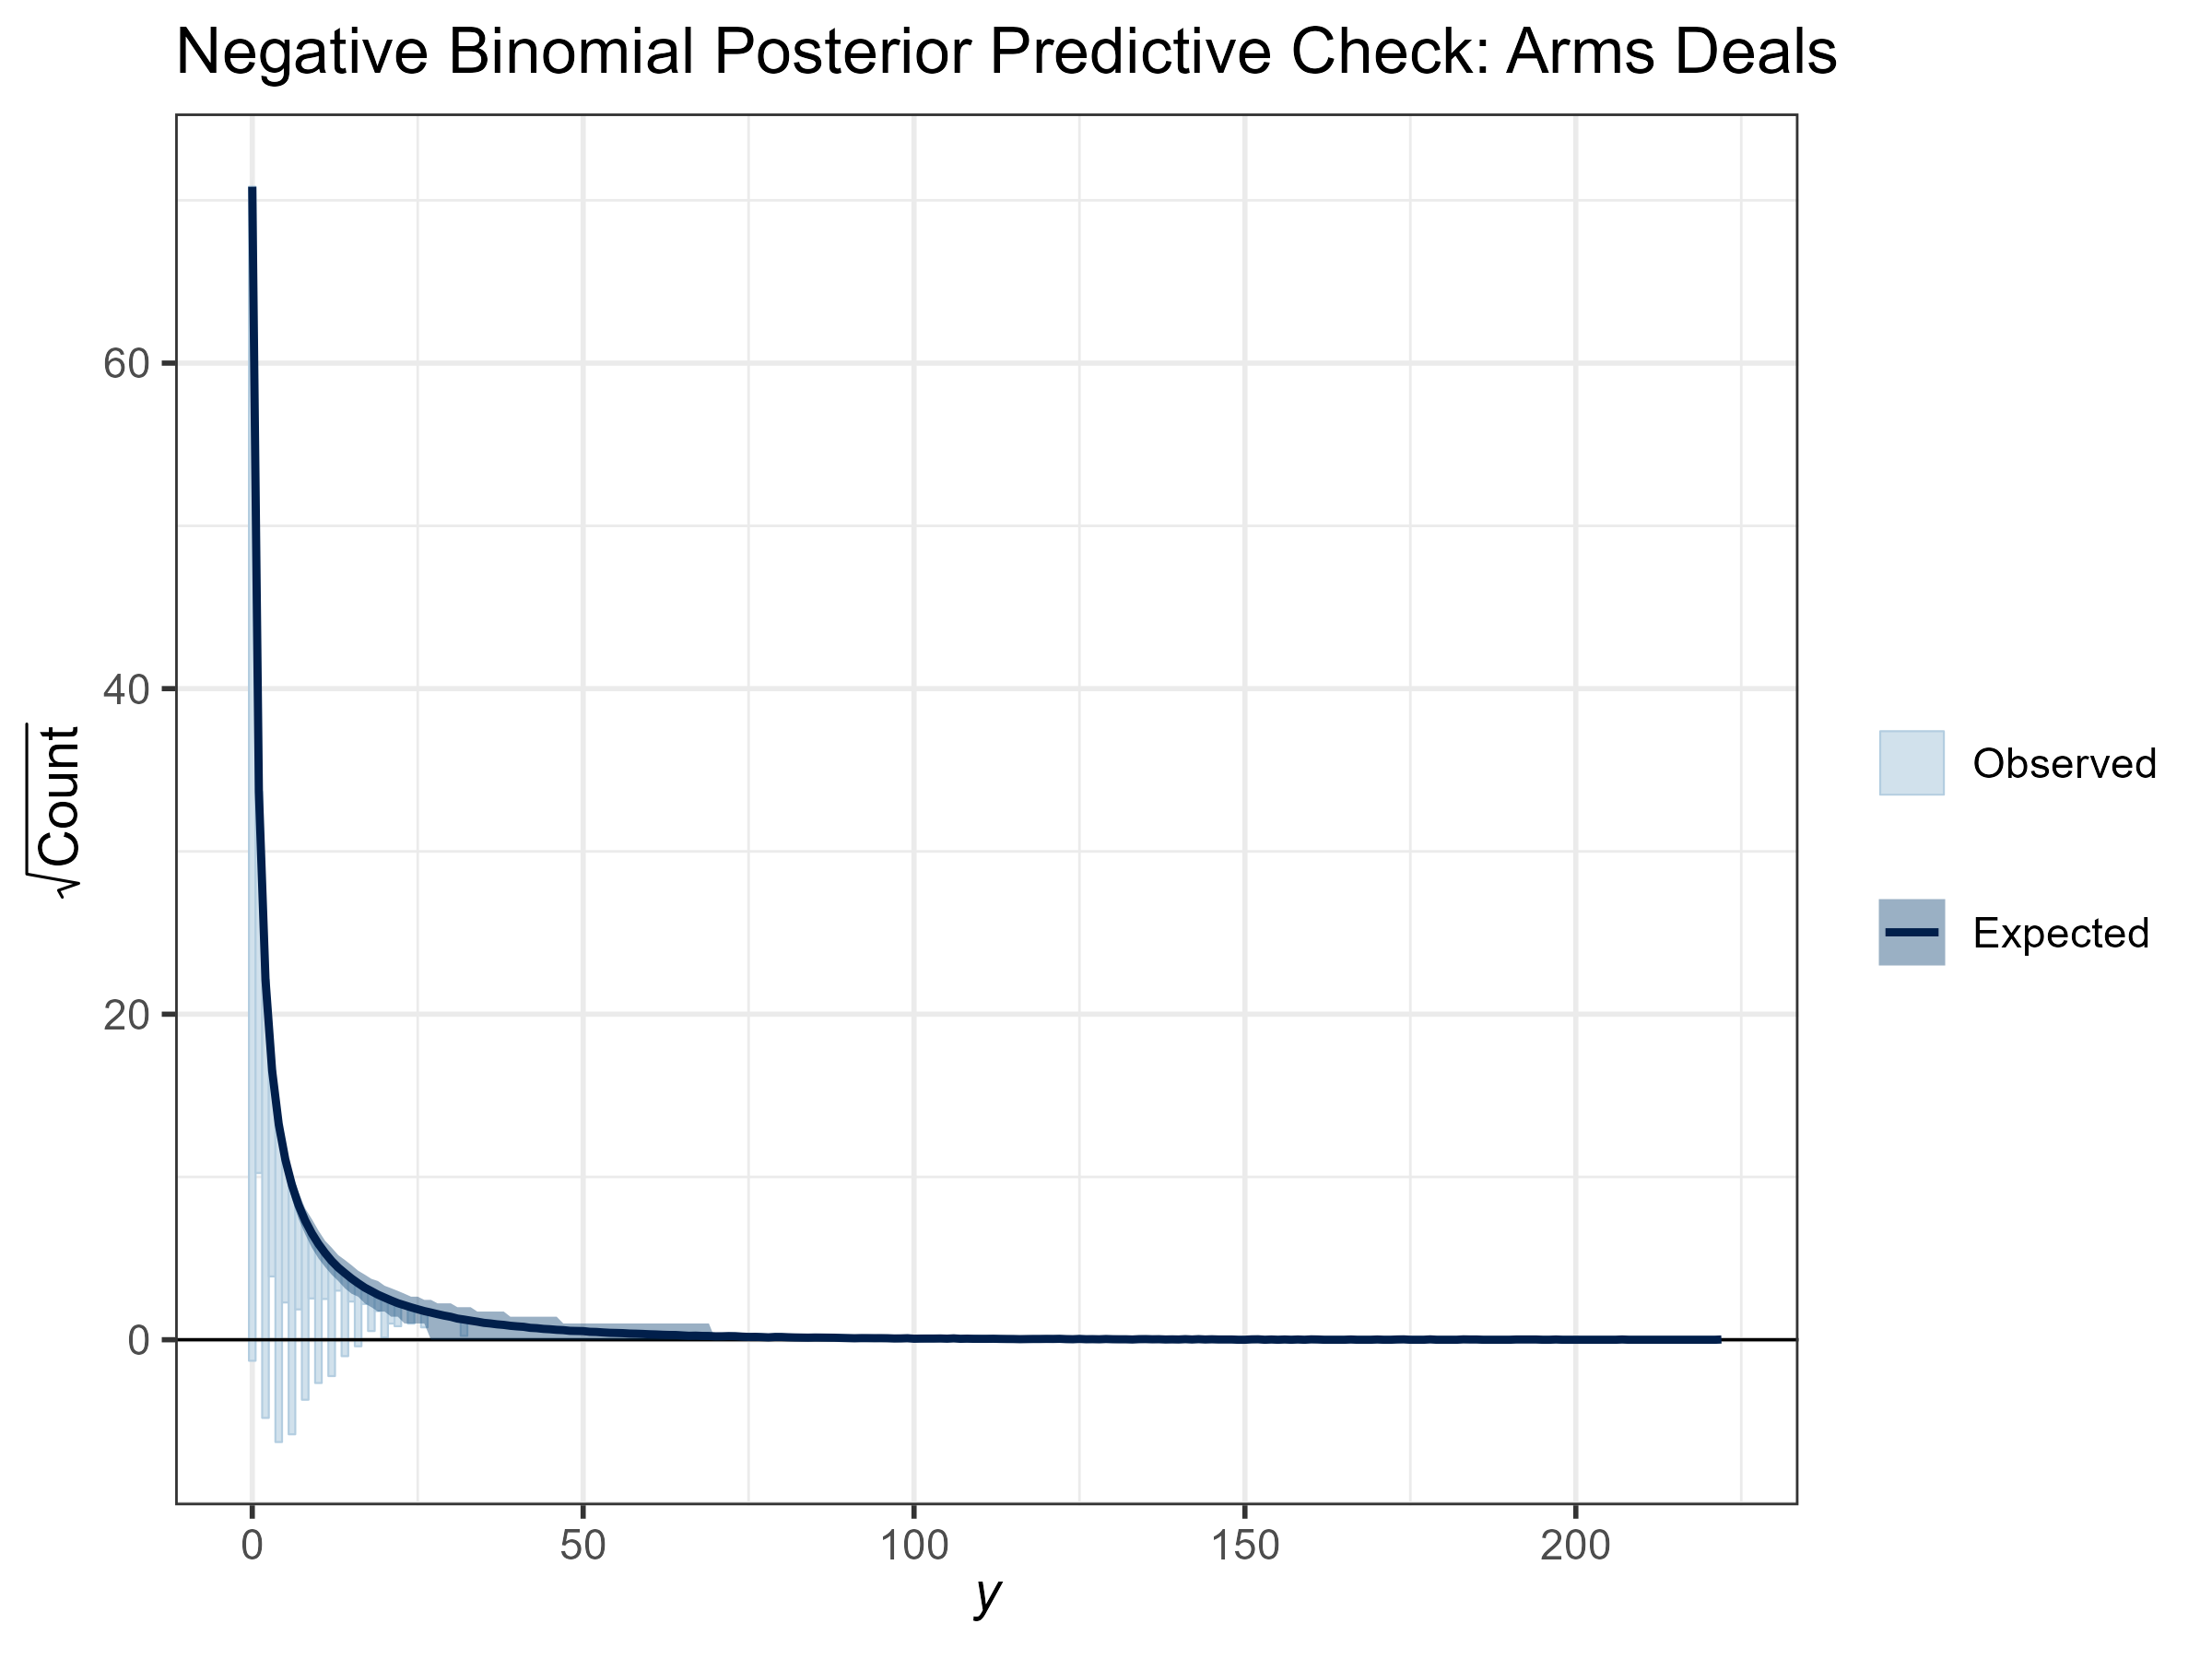 Negative Binomial Posterior Predictive Check: Arms Deals
60
40
20
0
√Count
0 50 100 150 200
y
Observed
Expected